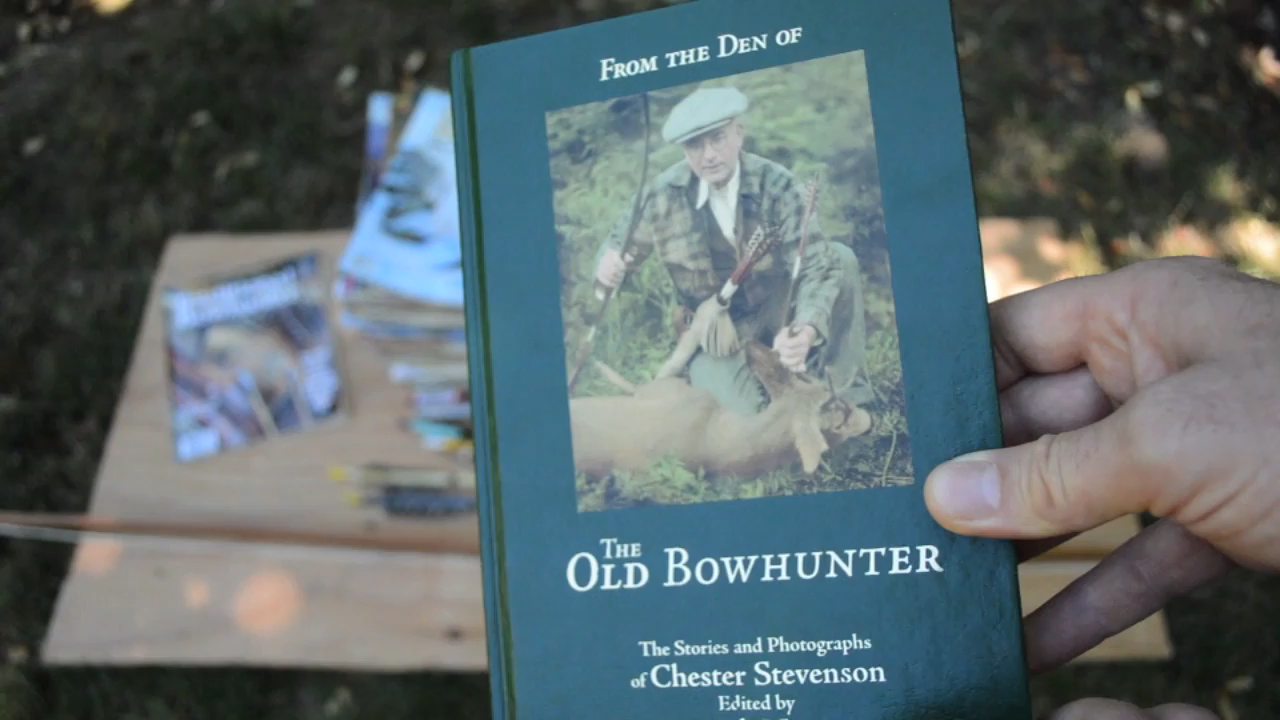 FROM THE DEN OF
THE
OLD BOWHUNTER
The Stories and Photographs
of Chester Stevenson
Edited by